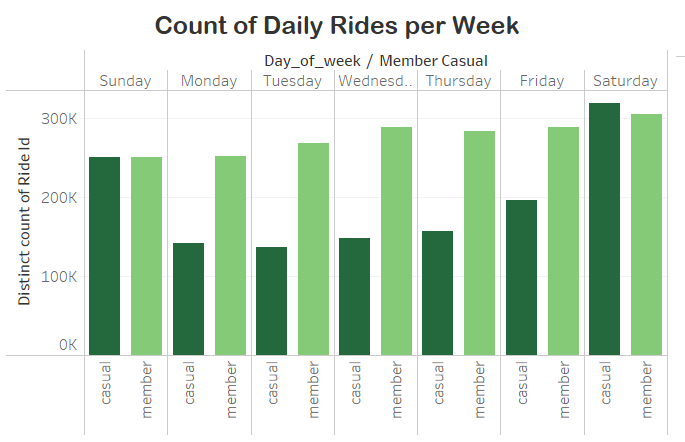 Count of Daily Rides per Week
Day_of_week / Member Casual
Sunday Monday Tuesday Wednesd.. Thursday Friday Saturday
Distinct count of Ride Id
300K
200K
100K
0K
casual member casual member casual member casual member casual member casual member casual member